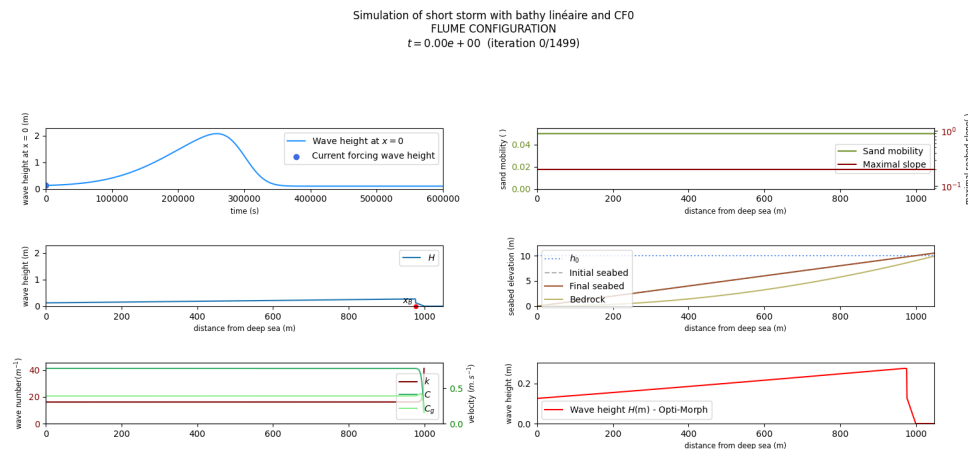 Simulation of short storm with bathy linéaire and CF0
FLUME CONFIGURATION
t = 0.00e + 00 (iteration 0/1499)
wave height at x = 0 (m)
2
1
0
Wave height at x = 0
Current forcing wave height
0 100000 200000 300000 400000 500000 600000
time (s)
sand mobility ( )
0.04
0.02
0.00
Sand mobility
Maximal slope
10⁰
10⁻¹
maximal seabed slope( )
0 200 400 600 800 1000
distance from deep sea (m)
wave height (m)
2
1
0
H
x_B
0 200 400 600 800 1000
distance from deep sea (m)
seabed elevation (m)
10
5
0
h₀
Initial seabed
Final seabed
Bedrock
0 200 400 600 800 1000
distance from deep sea (m)
wave number(m⁻¹)
40
20
0
k
C
C_g
0.5
0.0
velocity (m.s⁻¹)
0 200 400 600 800 1000
wave height (m)
0.2
0.0
Wave height H(m) - Opti-Morph
0 200 400 600 800 1000
distance from deep sea (m)